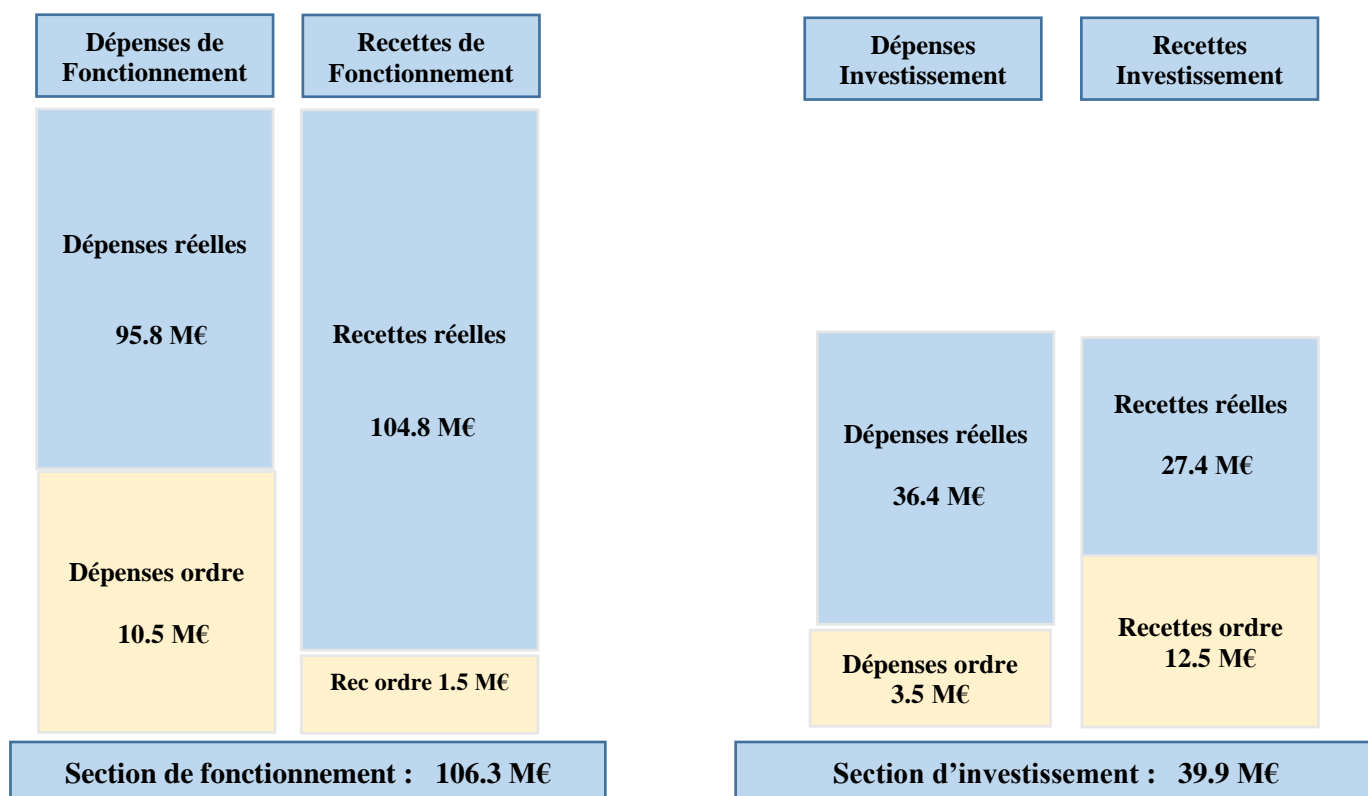 Dépenses de
Fonctionnement
Recettes de
Fonctionnement
Dépenses réelles
95.8 M€
Recettes réelles
104.8 M€
Dépenses ordre
10.5 M€
Rec ordre 1.5 M€
Section de fonctionnement : 106.3 M€
Dépenses
Investissement
Recettes
Investissement
Dépenses réelles
36.4 M€
Recettes réelles
27.4 M€
Dépenses ordre
3.5 M€
Recettes ordre
12.5 M€
Section d’investissement : 39.9 M€